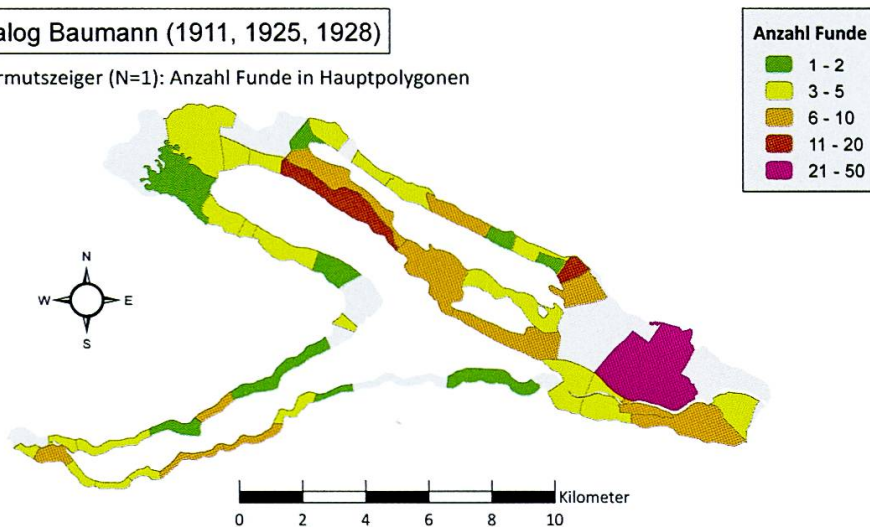 alog Baumann (1911, 1925, 1928)
rmutszeiger (N=1): Anzahl Funde in Hauptpolygonen
Anzahl Funde
1 - 2
3 - 5
6 - 10
11 - 20
21 - 50
N
W E
S
Kilometer
0 2 4 6 8 10